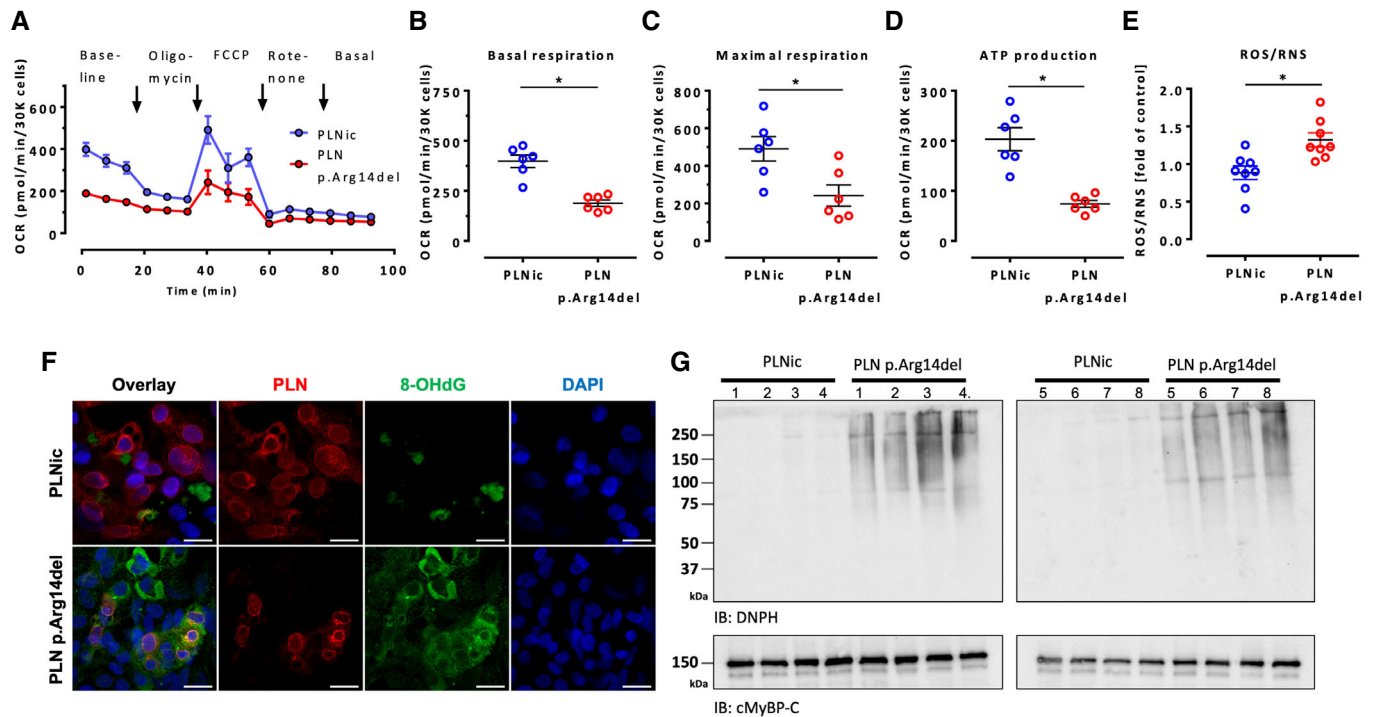 A
Base-
line
Oligo-
mycin
FCCP
Rote-
none
Basal
OCR (pmol/min/30K cells)
600
400
200
0
PLNic
PLN
p.Arg14del
0
20
40
60
80
100
Time (min)
B
Basal respiration
*
OCR (pmol/min/30K cells)
750
500
250
0
PLNic
PLN
p.Arg14del
C
Maximal respiration
*
OCR (pmol/min/30K cells)
800
600
400
200
0
PLNic
PLN
p.Arg14del
D
ATP production
*
OCR (pmol/min/30K cells)
300
200
100
0
PLNic
PLN
p.Arg14del
E
ROS/RNS
*
ROS/RNS [fold of control]
2.0
1.5
1.0
0.5
0.0
PLNic
PLN
p.Arg14del
F
Overlay
PLN
8-OHdG
DAPI
PLNic
PLN p.Arg14del
G
PLNic
PLN p.Arg14del
1 2 3 4 1 2 3 4.
PLNic
PLN p.Arg14del
5 6 7 8 5 6 7 8
250
150
100
75
50
37
kDa
IB: DNPH
150
kDa
IB: cMyBP-C